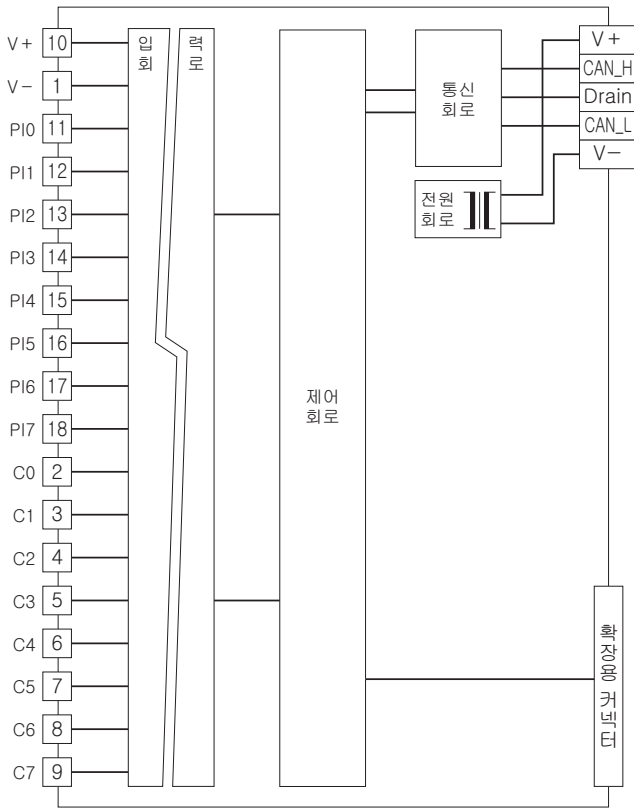 V+ 10
V- 1
PI0 11
PI1 12
PI2 13
PI3 14
PI4 15
PI5 16
PI6 17
PI7 18
C0 2
C1 3
C2 4
C3 5
C4 6
C5 7
C6 8
C7 9
입 력
회 로
제어
회로
통신
회로
전원
회로
V+
CAN_H
Drain
CAN_L
V-
확장용 커넥터